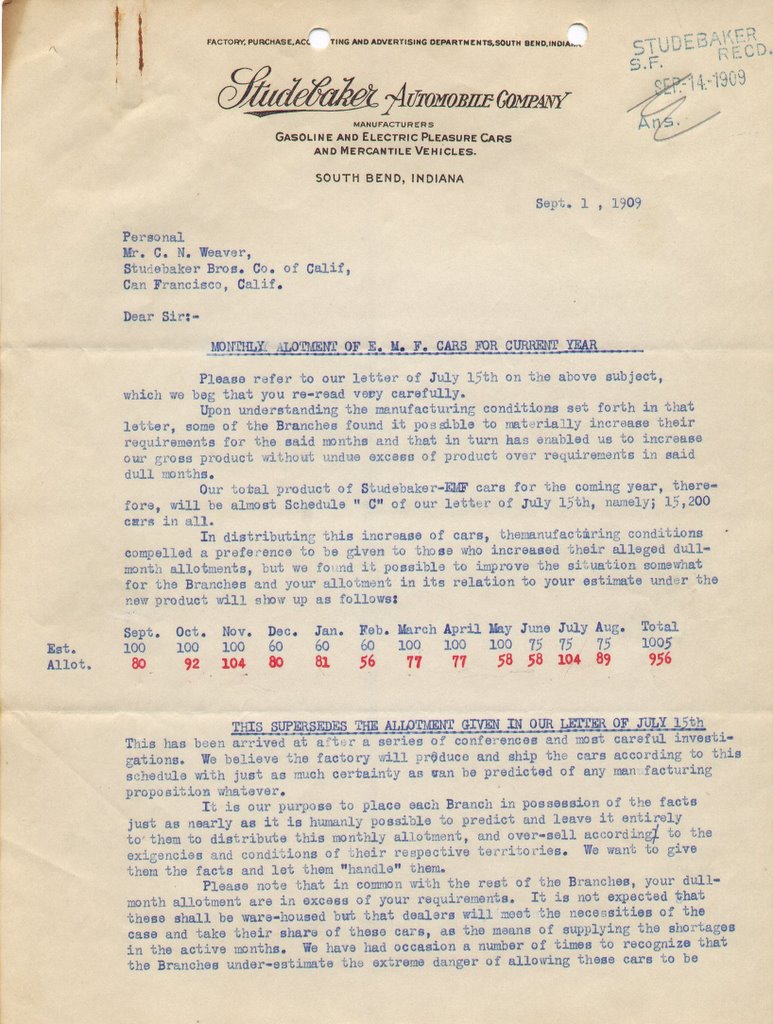 FACTORY, PURCHASE, ACC TING AND ADVERTISING DEPARTMENTS, SOUTH BEND, INDIANA
STUDEBAKER
S.F. RECD.
SEP-14-1909
Ans.
Studebaker AUTOMOBILE COMPANY
MANUFACTURERS
GASOLINE AND ELECTRIC PLEASURE CARS
AND MERCANTILE VEHICLES.
SOUTH BEND, INDIANA
Sept. 1 , 1909
Personal
Mr. C. N. Weaver,
Studebaker Bros. Co. of Calif,
Can Francisco, Calif.
Dear Sir:-
MONTHLY ALOTMENT OF E. M. F. CARS FOR CURRENT YEAR
Please refer to our letter of July 15th on the above subject,
which we beg that you re-read very carefully.
Upon understanding the manufacturing conditions set forth in that
letter, some of the Branches found it possible to materially increase their
requirements for the said months and that in turn has enabled us to increase
our gross product without undue excess of product over requirements in said
dull months.
Our total product of Studebaker-EMF cars for the coming year, there-
fore, will be almost Schedule " C" of our letter of July 15th, namely; 15,200
cars in all.
In distributing this increase of cars, themanufacturing conditions
compelled a preference to be given to those who increased their alleged dull-
month allotments, but we found it possible to improve the situation somewhat
for the Branches and your allotment in its relation to your estimate under the
new product will show up as follows:
Sept. Oct. Nov. Dec. Jan. Feb. March April May June July Aug. Total
Est. 100 100 100 60 60 60 100 100 100 75 75 75 1005
Allot. 80 92 104 80 81 56 77 77 58 58 104 89 956
THIS SUPERSEDES THE ALLOTMENT GIVEN IN OUR LETTER OF JULY 15th
This has been arrived at after a series of conferences and most careful investi-
gations. We believe the factory will produce and ship the cars according to this
schedule with just as much certainty as wan be predicted of any manufacturing
proposition whatever.
It is our purpose to place each Branch in possession of the facts
just as nearly as it is humanly possible to predict and leave it entirely
to them to distribute this monthly allotment, and over-sell according to the
exigencies and conditions of their respective territories. We want to give
them the facts and let them "handle" them.
Please note that in common with the rest of the Branches, your dull-
month allotment are in excess of your requirements. It is not expected that
these shall be ware-housed but that dealers will meet the necessities of the
case and take their share of these cars, as the means of supplying the shortages
in the active months. We have had occasion a number of times to recognize that
the Branches under-estimate the extreme danger of allowing these cars to be